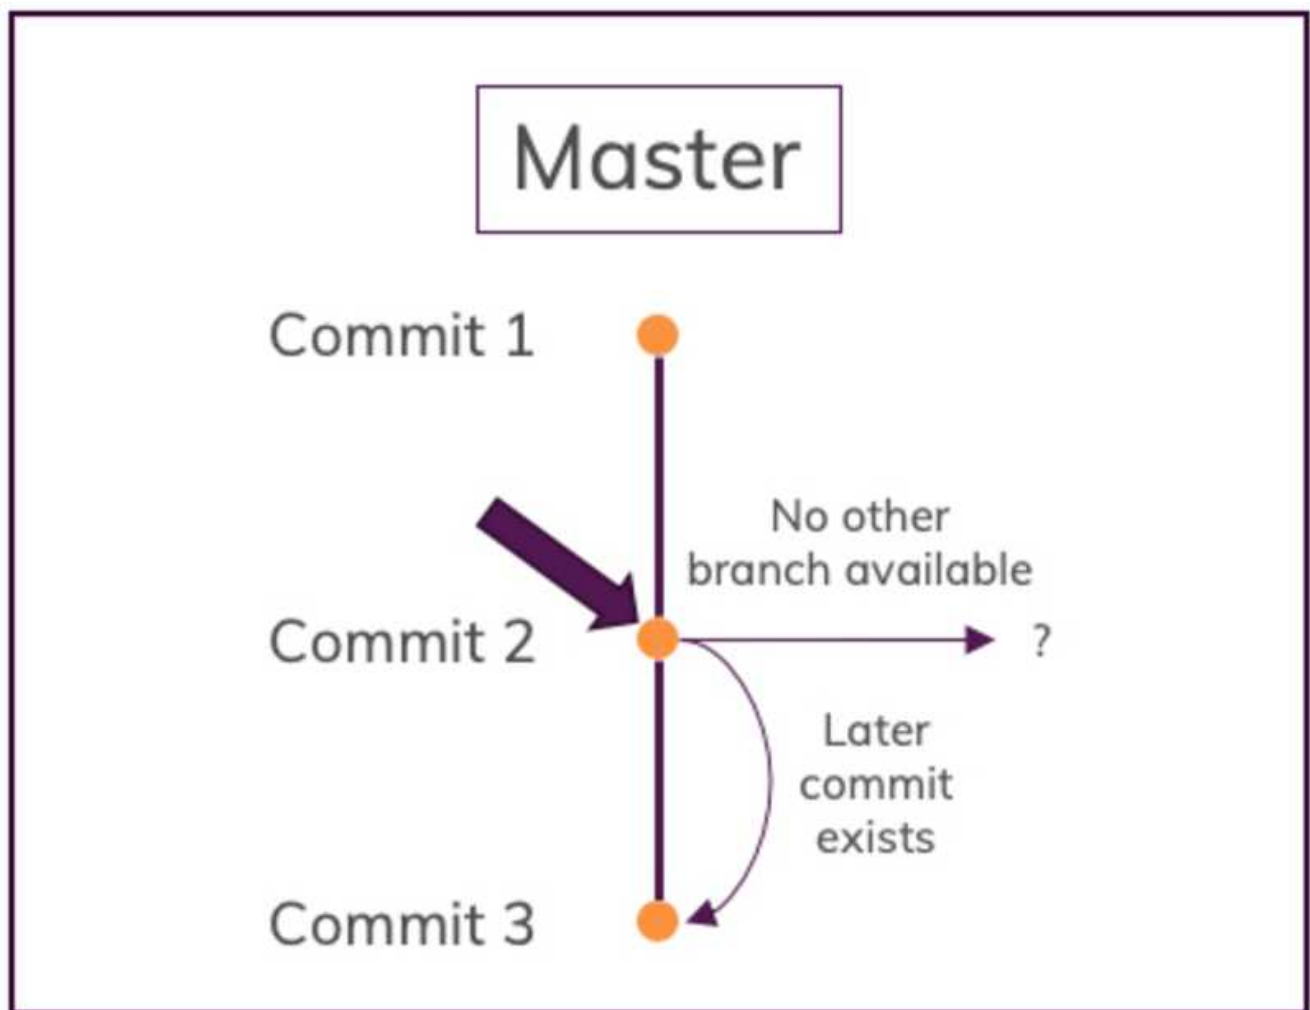 Master
Commit 1
No other
branch available
Commit 2
?
Later
commit
exists
Commit 3